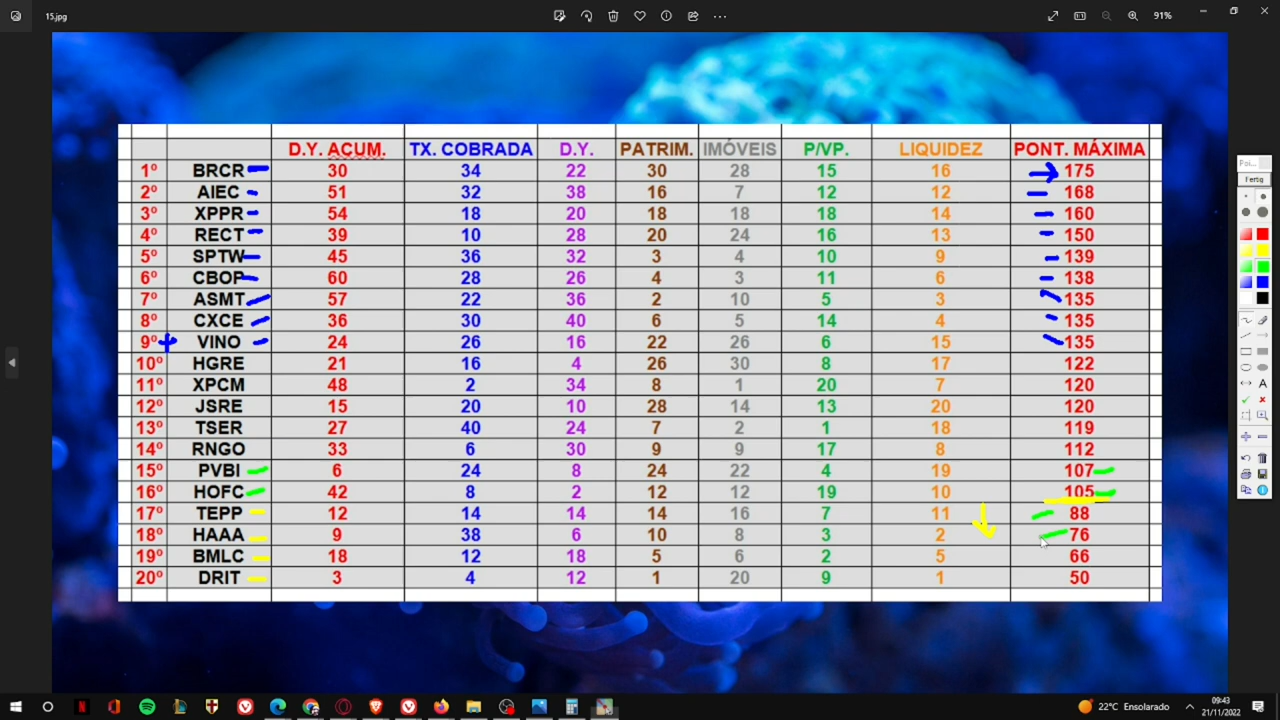 15.jpg
91%
D.Y. ACUM. TX. COBRADA D.Y. PATRIM. IMÓVEIS P/VP. LIQUIDEZ PONT. MÁXIMA
1º BRCR 30 34 22 30 28 15 16 175
2º AIEC 51 32 38 16 7 12 12 168
3º XPPR 54 18 20 18 18 18 14 160
4º RECT 39 10 28 20 24 16 13 150
5º SPTW 45 36 32 3 4 10 9 139
6º CBOP 60 28 26 4 3 11 6 138
7º ASMT 57 22 36 2 10 5 3 135
8º CXCE 36 30 40 6 5 14 4 135
9º VINO 24 26 16 22 26 6 15 135
10º HGRE 21 16 4 26 30 8 17 122
11º XPCM 48 2 34 8 1 20 7 120
12º JSRE 15 20 10 28 14 13 20 120
13º TSER 27 40 24 7 2 1 18 119
14º RNGO 33 6 30 9 9 17 8 112
15º PVBI 6 24 8 24 22 4 19 107
16º HOFC 42 8 2 12 12 19 10 105
17º TEPP 12 14 14 14 16 7 11 88
18º HAAA 9 38 6 10 8 3 2 76
19º BMLC 18 12 18 5 6 2 5 66
20º DRIT 3 4 12 1 20 9 1 50
Poi...
Fertig
A
22°C Ensolarado
09:43
21/11/2022